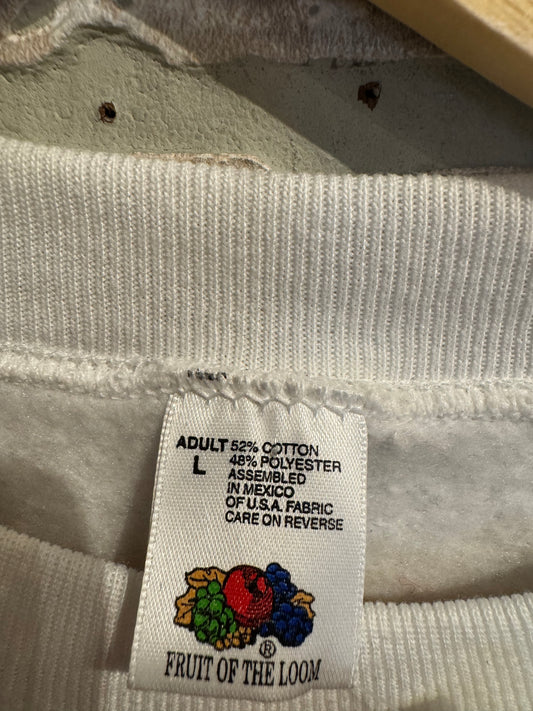 ADULT 52% COTTON
L 48% POLYESTER
ASSEMBLED
IN MEXICO
OF U.S.A. FABRIC
CARE ON REVERSE
®
FRUIT OF THE LOOM